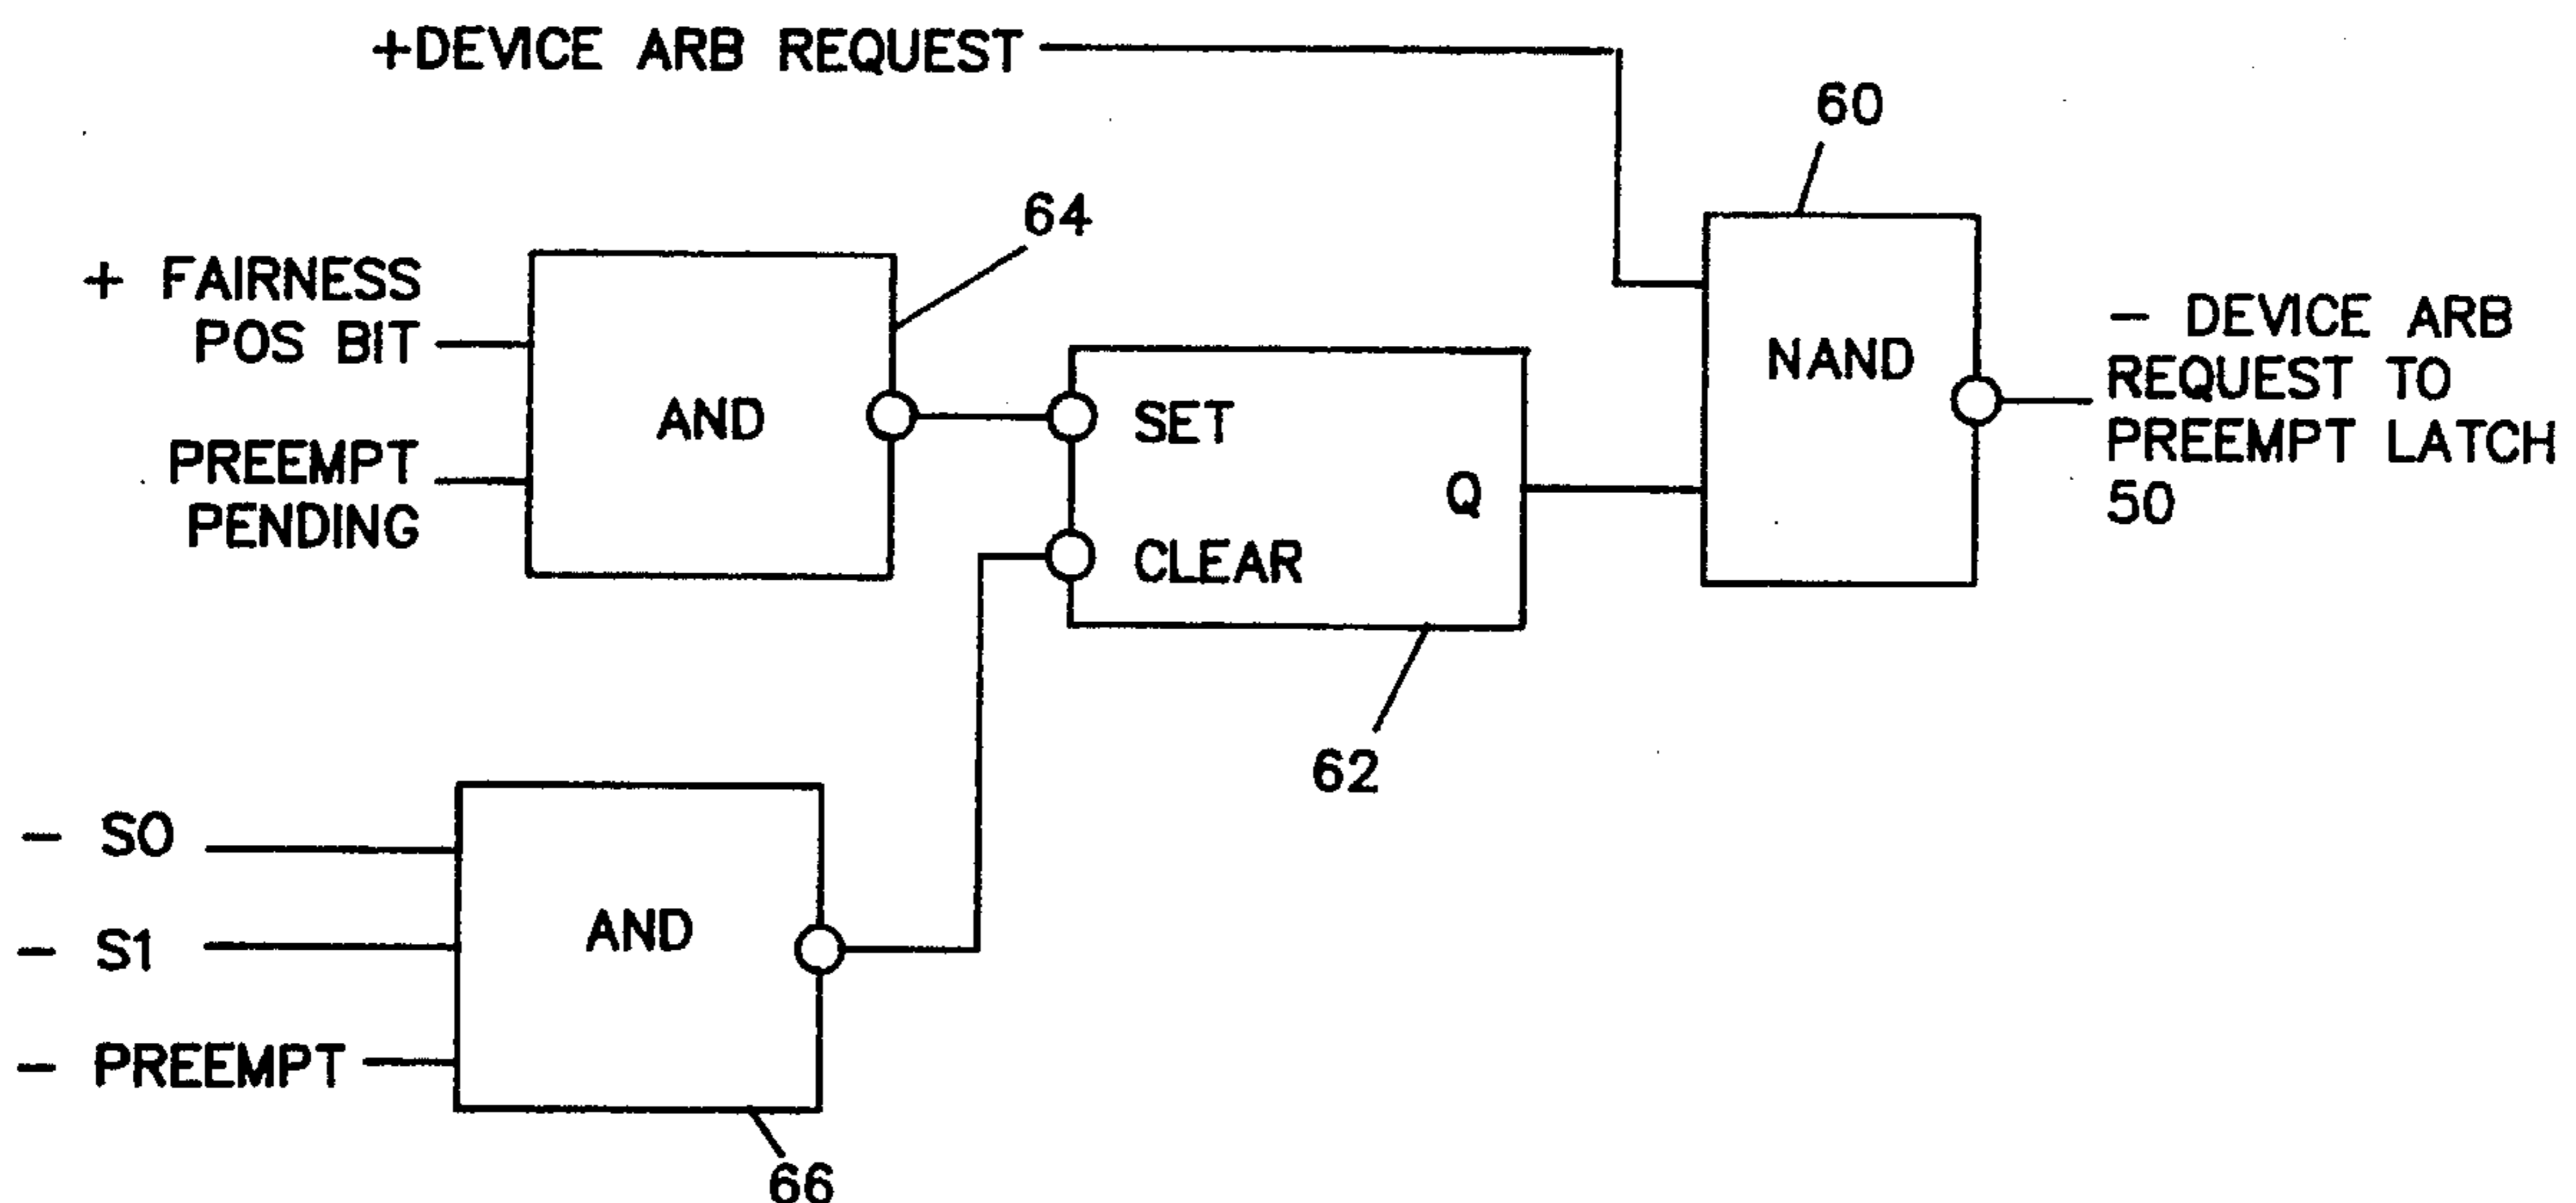 +DEVICE ARB REQUEST
60
64
+ FAIRNESS
POS BIT
AND
PREEMPT
PENDING
SET
CLEAR
Q
62
NAND
− DEVICE ARB
REQUEST TO
PREEMPT LATCH
50
− S0
− S1
− PREEMPT
AND
66